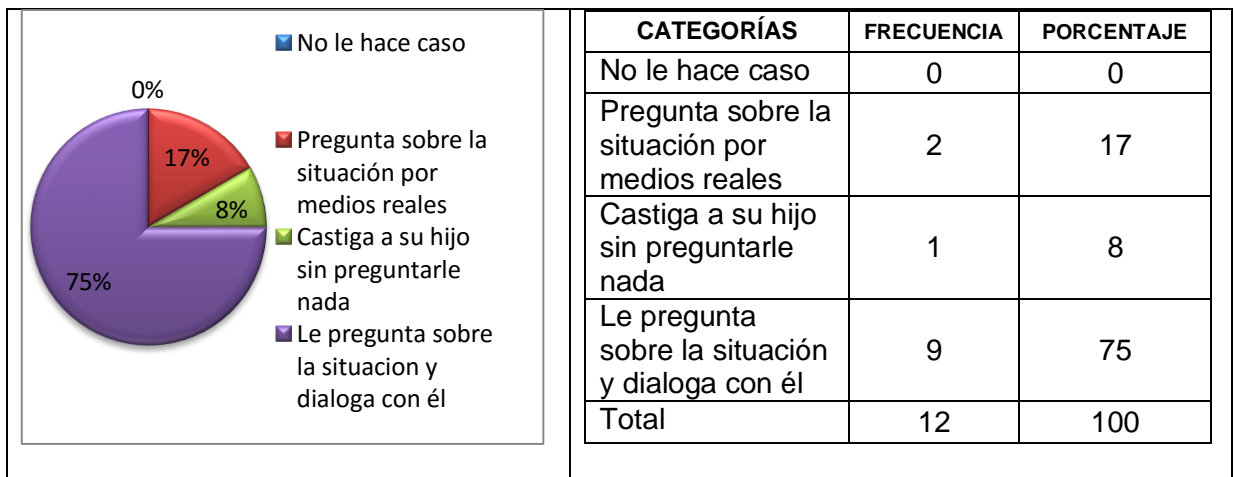 No le hace caso
0%
17%
Pregunta sobre la
situación por
medios reales
8%
Castiga a su hijo
sin preguntarle
nada
75%
Le pregunta sobre
la situacion y
dialoga con él
CATEGORÍAS FRECUENCIA PORCENTAJE
No le hace caso 0 0
Pregunta sobre la
situación por 2 17
medios reales
Castiga a su hijo
sin preguntarle 1 8
nada
Le pregunta
sobre la situación 9 75
y dialoga con él
Total 12 100